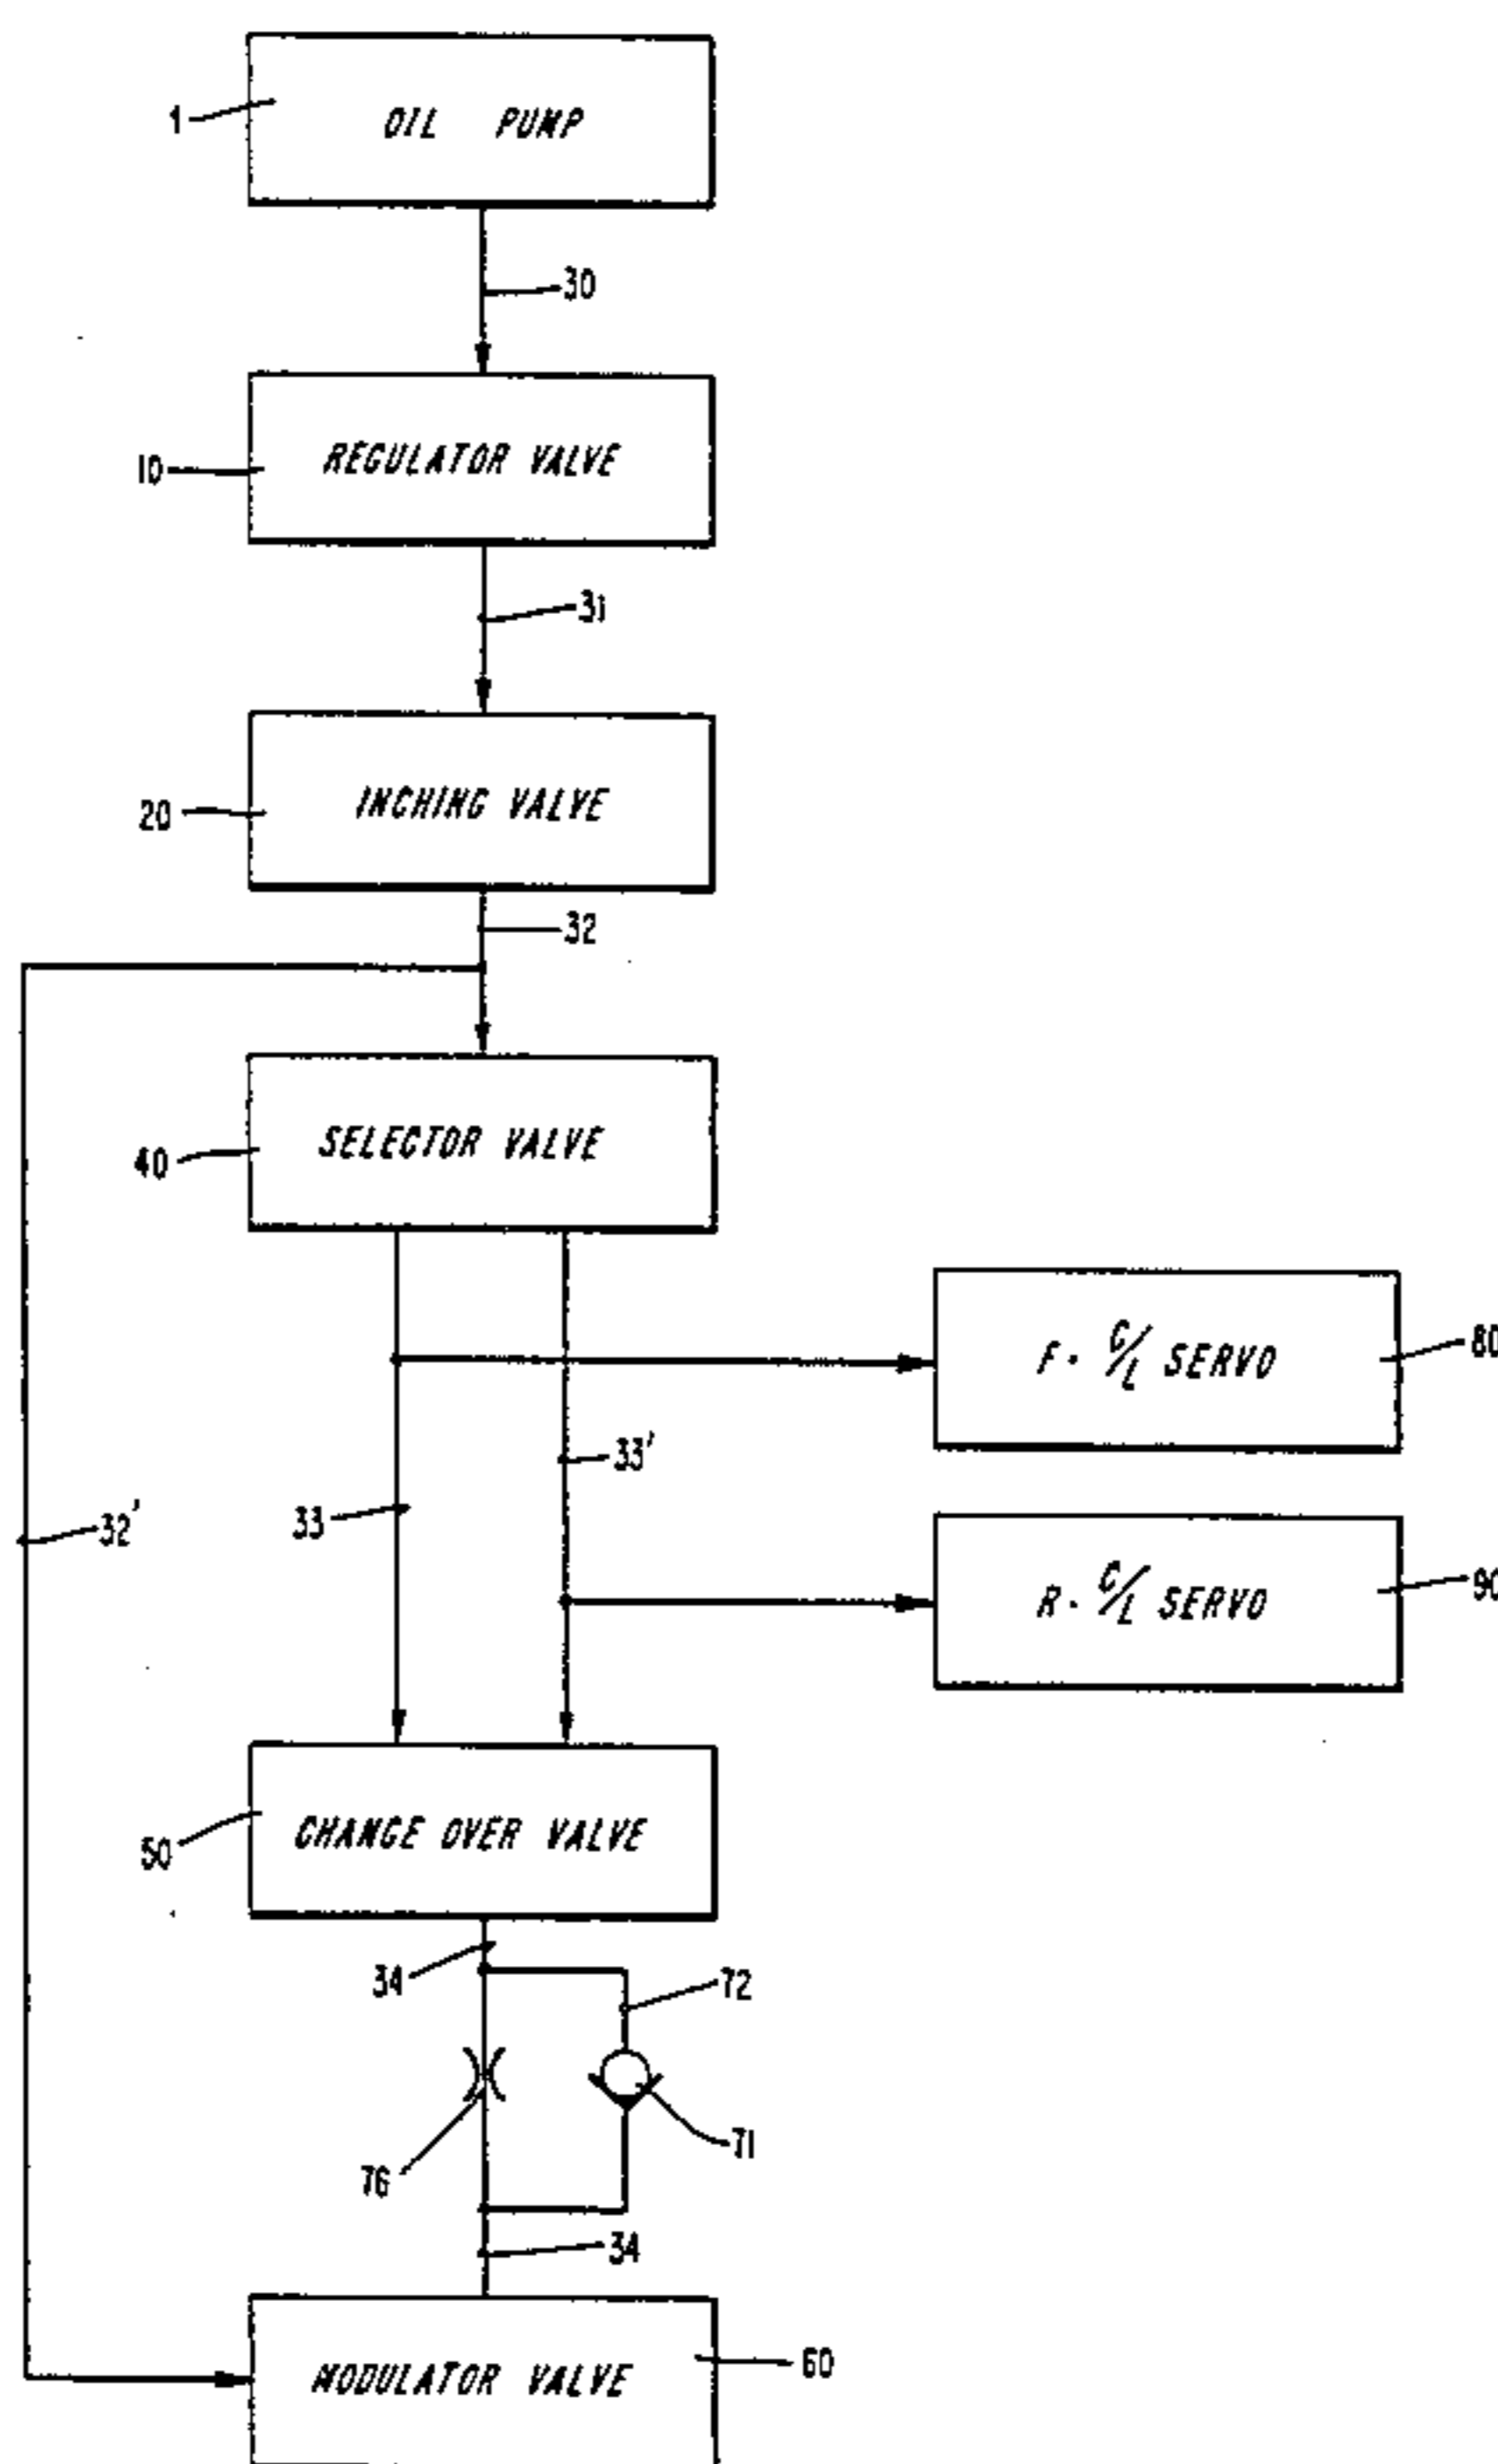 OIL PUMP
1
30
REGULATOR VALVE
10
31
INCHING VALVE
20
32
SELECTOR VALVE
40
F. C/L SERVO
80
33'
33
32'
R. C/L SERVO
90
CHANGE OVER VALVE
50
34
72
71
76
34
MODULATOR VALVE
60